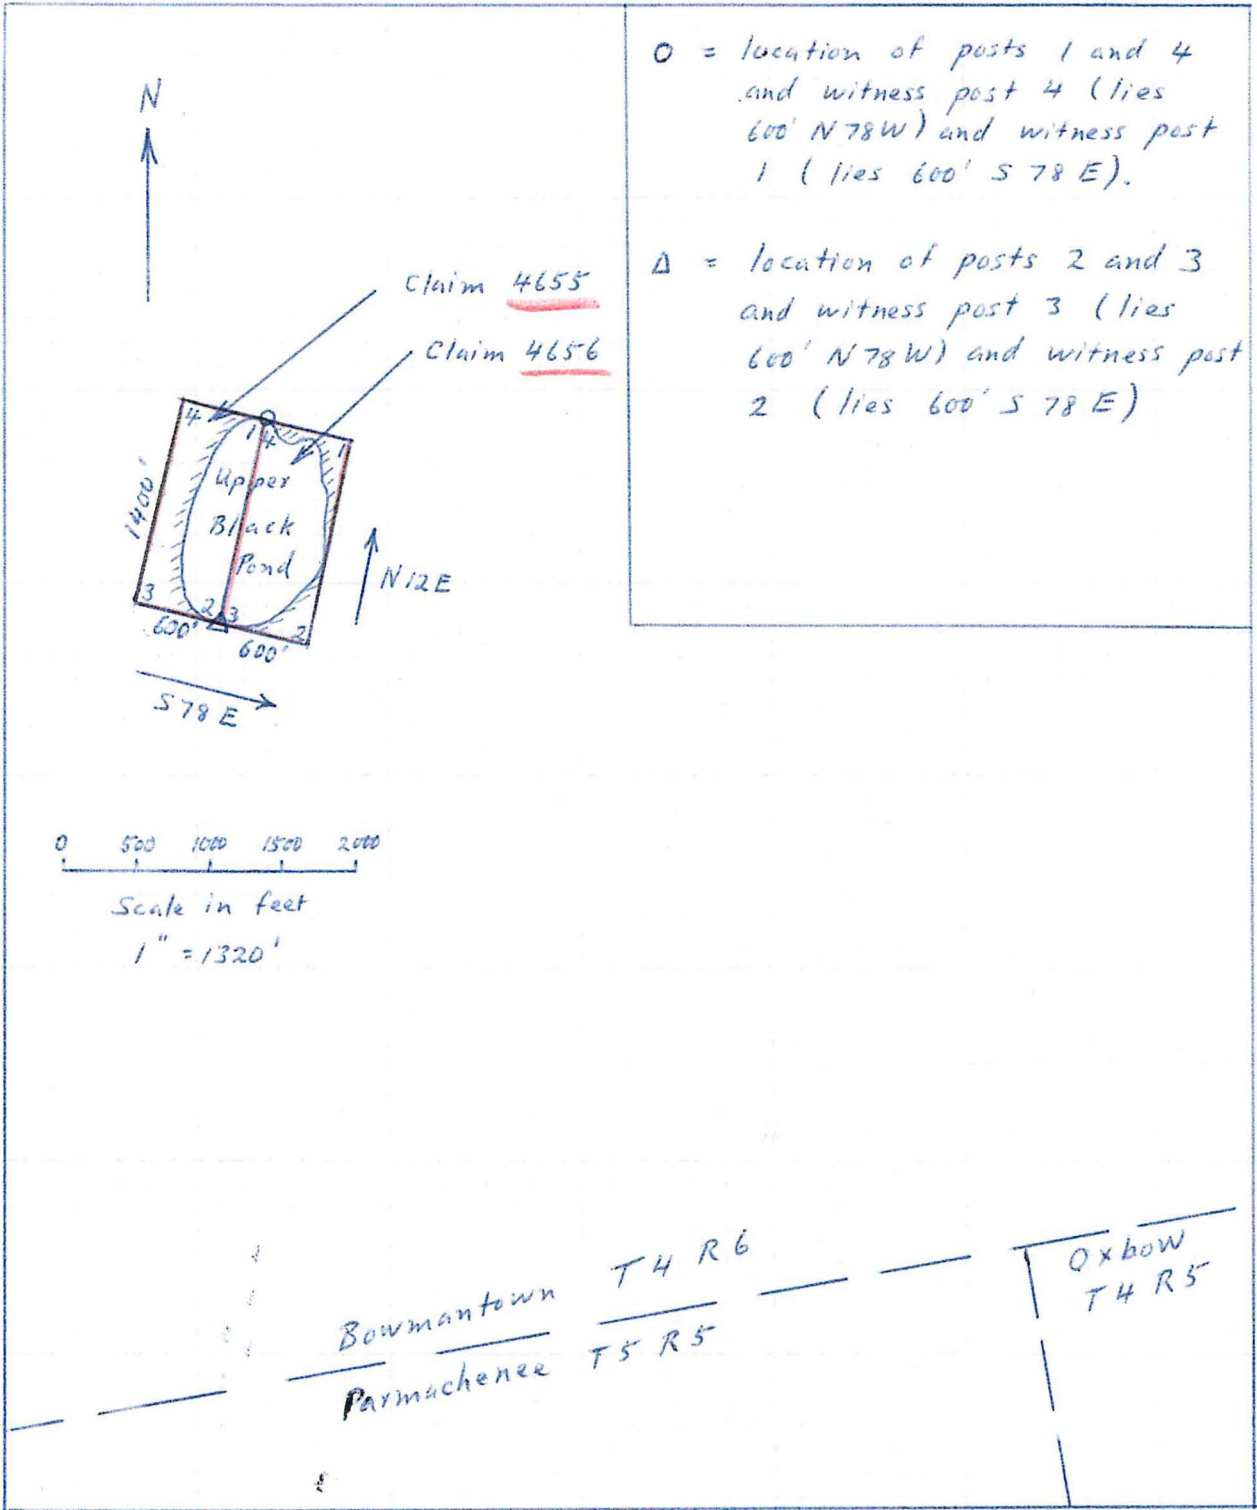 N
O = location of posts 1 and 4
and witness post 4 (lies
600' N 78 W) and witness post
1 (lies 600' S 78 E).
Δ = location of posts 2 and 3
and witness post 3 (lies
600' N 78 W) and witness post
2 (lies 600' S 78 E)
Claim 4655
Claim 4656
4
1
4
1
Upper
Black
Pond
1400'
N 12 E
3
2
3
2
600'
600'
S 78 E
0 500 1000 1500 2000
Scale in feet
1" = 1320'
Bowmantown T 4 R 6
Parmachenee T 5 R 5
Oxbow
T 4 R 5